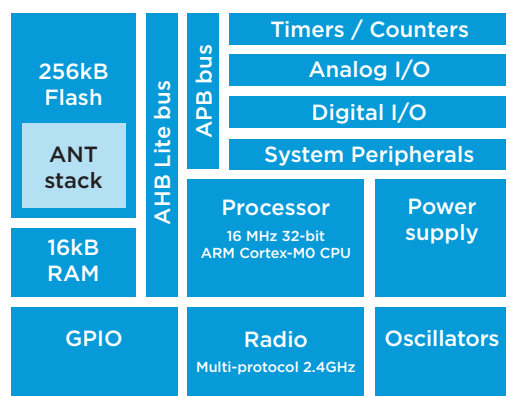 256kB
Flash
ANT
stack
16kB
RAM
AHB Lite bus
APB bus
Timers / Counters
Analog I/O
Digital I/O
System Peripherals
Processor
16 MHz 32-bit
ARM Cortex-M0 CPU
Power
supply
GPIO
Radio
Multi-protocol 2.4GHz
Oscillators